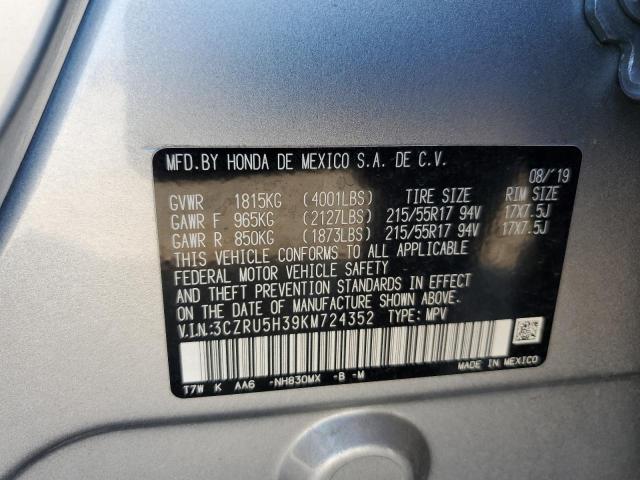 MFD.BY HONDA DE MEXICO S.A. DE C.V.
08/'19
GVWR 1815KG (4001LBS) TIRE SIZE RIM SIZE
GAWR F 965KG (2127LBS) 215/55R17 94V 17X7.5J
GAWR R 850KG (1873LBS) 215/55R17 94V 17X7.5J
THIS VEHICLE CONFORMS TO ALL APPLICABLE
FEDERAL MOTOR VEHICLE SAFETY
AND THEFT PREVENTION STANDARDS IN EFFECT
ON THE DATE OF MANUFACTURE SHOWN ABOVE.
V.I.N.:3CZRU5H39KM724352 TYPE: MPV
T7W K AA6 -NH830MX -B -M
MADE IN MEXICO